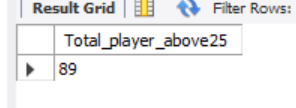 Result Grid Filter Rows:
Total_player_above25
89